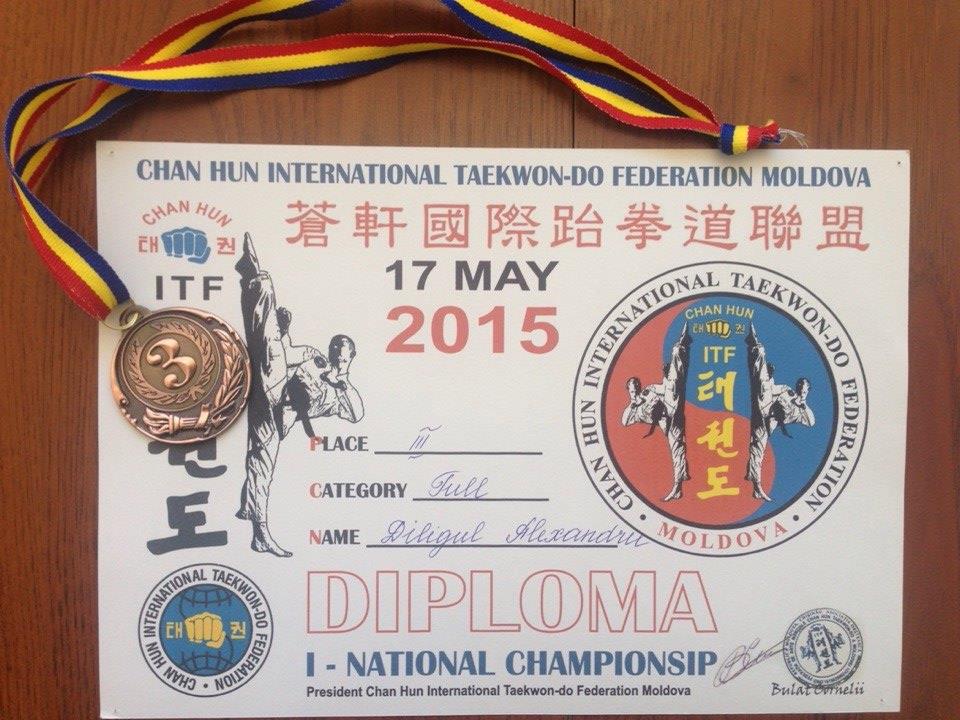 CHAN HUN INTERNATIONAL TAEKWON-DO FEDERATION MOLDOVA
蒼軒國際跆拳道聯盟
CHAN HUN
태 권
ITF
17 MAY
2015
3
도
CHAN HUN INTERNATIONAL TAEKWON-DO FEDERATION
• MOLDOVA •
CHAN HUN
태 권
ITF
태
권
도
PLACE III
CATEGORY Full
NAME Diligul Alexandru
DIPLOMA
I - NATIONAL CHAMPIONSIP
President Chan Hun International Taekwon-do Federation Moldova
Bulat Cornelii
• CHAN HUN • INTERNATIONAL TAEKWON-DO FEDERATION
태 권